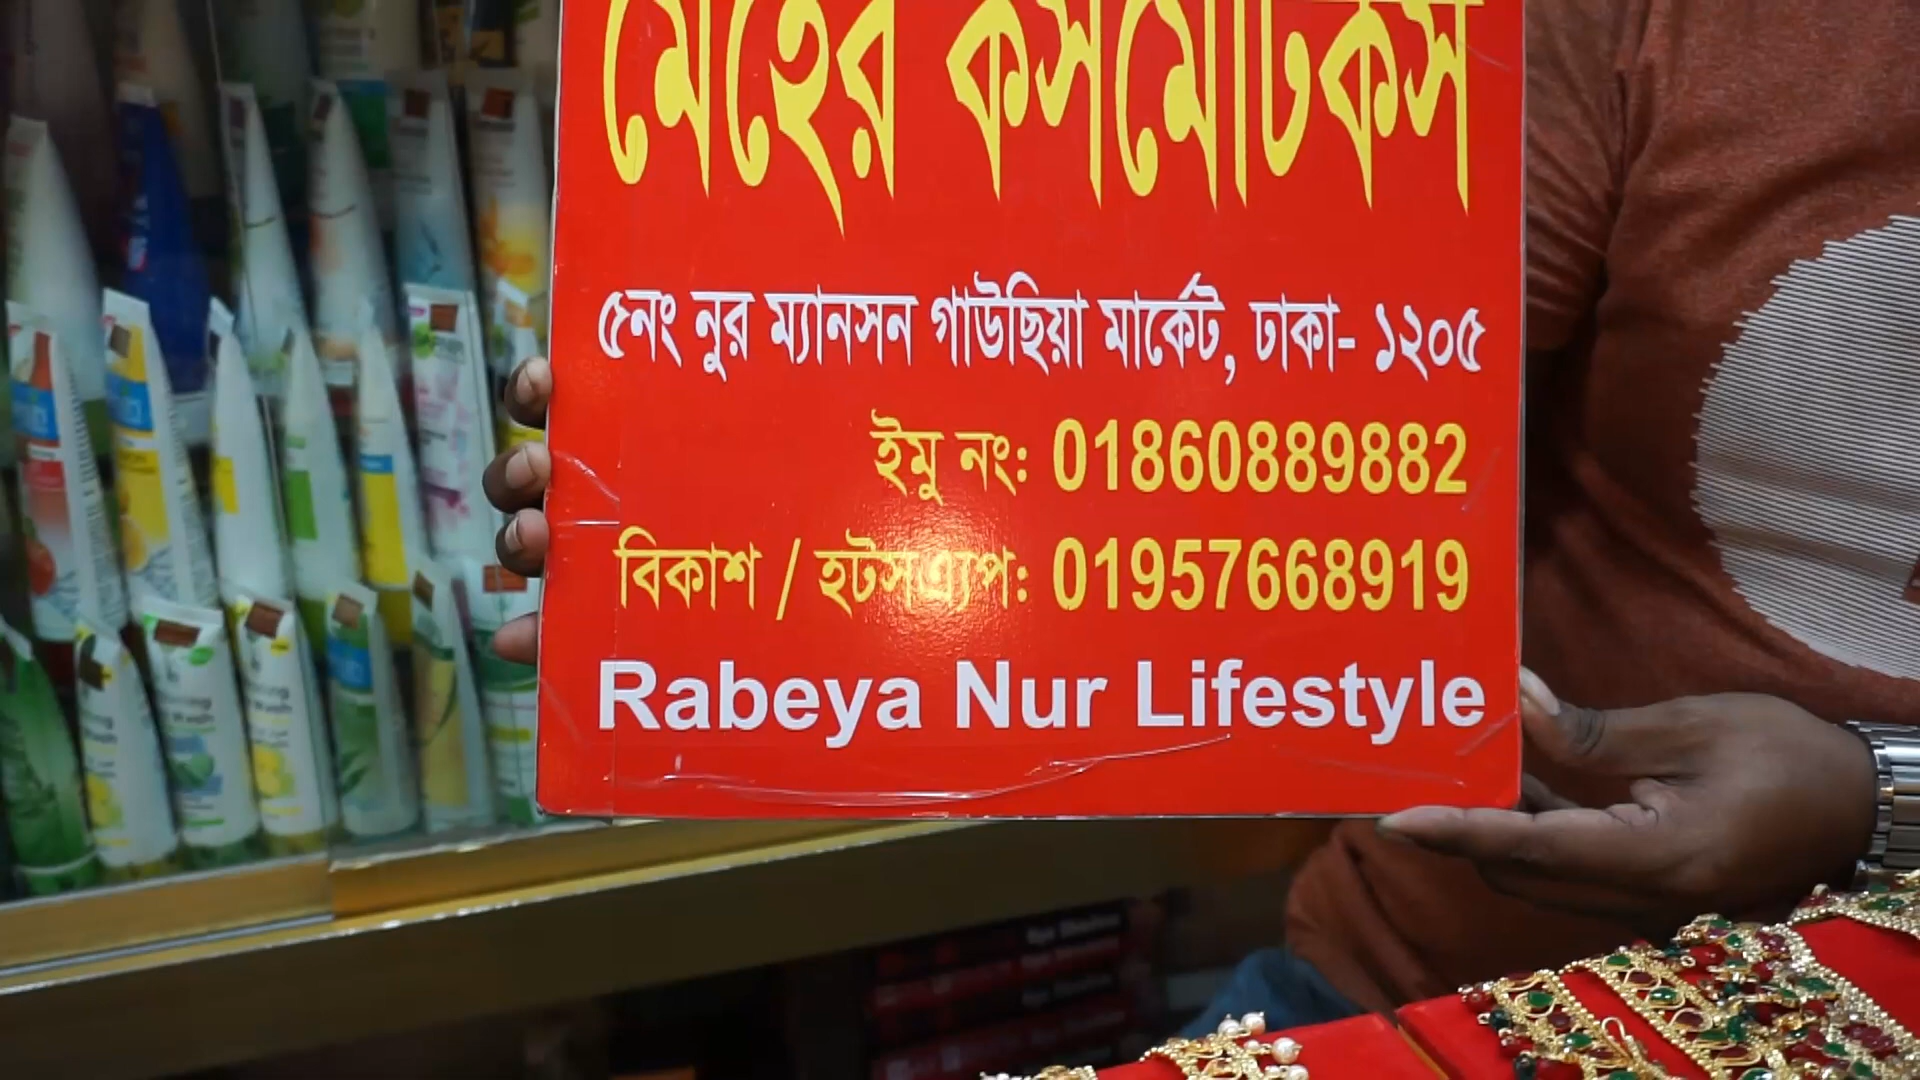 মেহের কসমেটিকস
৫নং নুর ম্যানসন গাউছিয়া মার্কেট, ঢাকা- ১২০৫
ইমু নং: 01860889882
বিকাশ / হটসএ্যাপ: 01957668919
Rabeya Nur Lifestyle